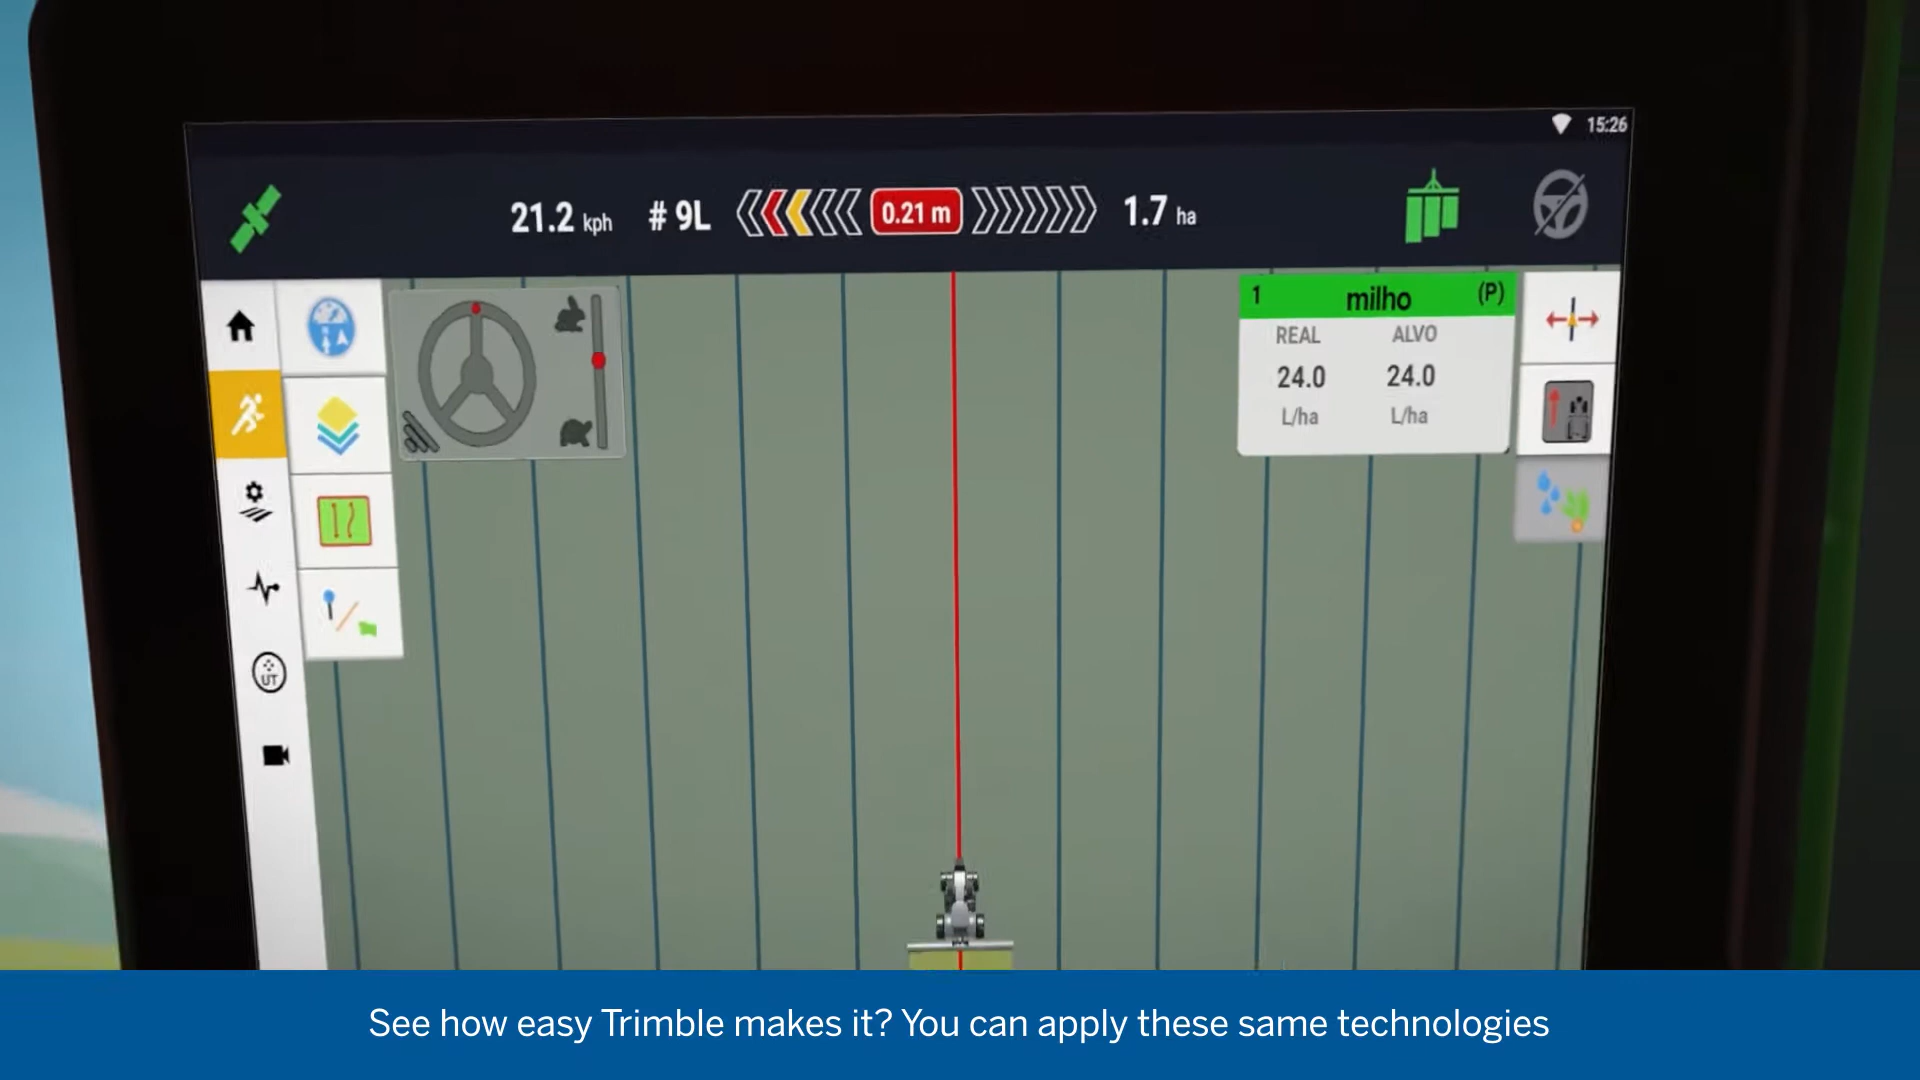 15:26
21.2 kph # 9L 0.21 m 1.7 ha
1 milho (P)
REAL ALVO
24.0 24.0
L/ha L/ha
UT
See how easy Trimble makes it? You can apply these same technologies